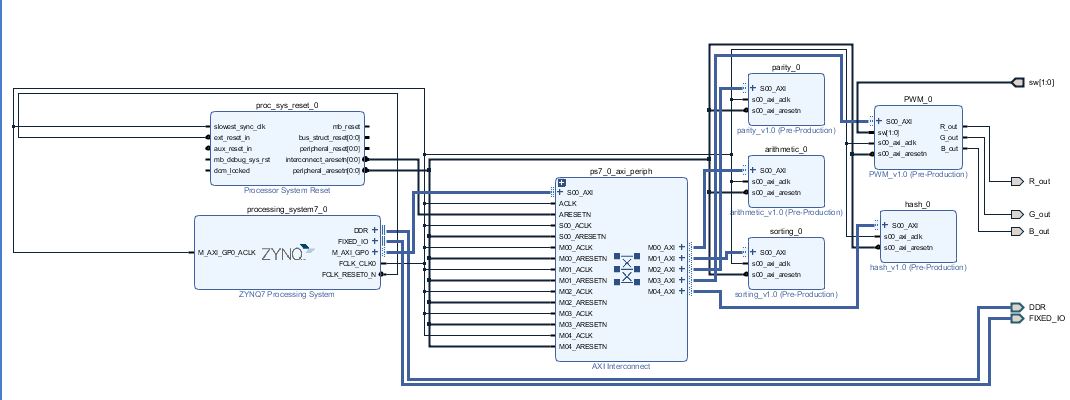 proc_sys_reset_0
slowest_sync_clk
ext_reset_in
aux_reset_in
mb_debug_sys_rst
dcm_locked
mb_reset
bus_struct_reset[0:0]
peripheral_reset[0:0]
interconnect_aresetn[0:0]
peripheral_aresetn[0:0]
Processor System Reset
processing_system7_0
M_AXI_GP0_ACLK
ZYNQ
DDR
FIXED_IO
M_AXI_GP0
FCLK_CLK0
FCLK_RESET0_N
ZYNQ7 Processing System
ps7_0_axi_periph
S00_AXI
ACLK
ARESETN
S00_ACLK
S00_ARESETN
M00_ACLK
M00_ARESETN
M01_ACLK
M01_ARESETN
M02_ACLK
M02_ARESETN
M03_ACLK
M03_ARESETN
M04_ACLK
M04_ARESETN
M00_AXI
M01_AXI
M02_AXI
M03_AXI
M04_AXI
AXI Interconnect
parity_0
S00_AXI
s00_axi_aclk
s00_axi_aresetn
parity_v1.0 (Pre-Production)
arithmetic_0
S00_AXI
s00_axi_aclk
s00_axi_aresetn
arithmetic_v1.0 (Pre-Production)
sorting_0
S00_AXI
s00_axi_aclk
s00_axi_aresetn
sorting_v1.0 (Pre-Production)
PWM_0
S00_AXI
sw[1:0]
s00_axi_aclk
s00_axi_aresetn
R_out
G_out
B_out
PWM_v1.0 (Pre-Production)
hash_0
S00_AXI
s00_axi_aclk
s00_axi_aresetn
hash_v1.0 (Pre-Production)
sw[1:0]
R_out
G_out
B_out
DDR
FIXED_IO